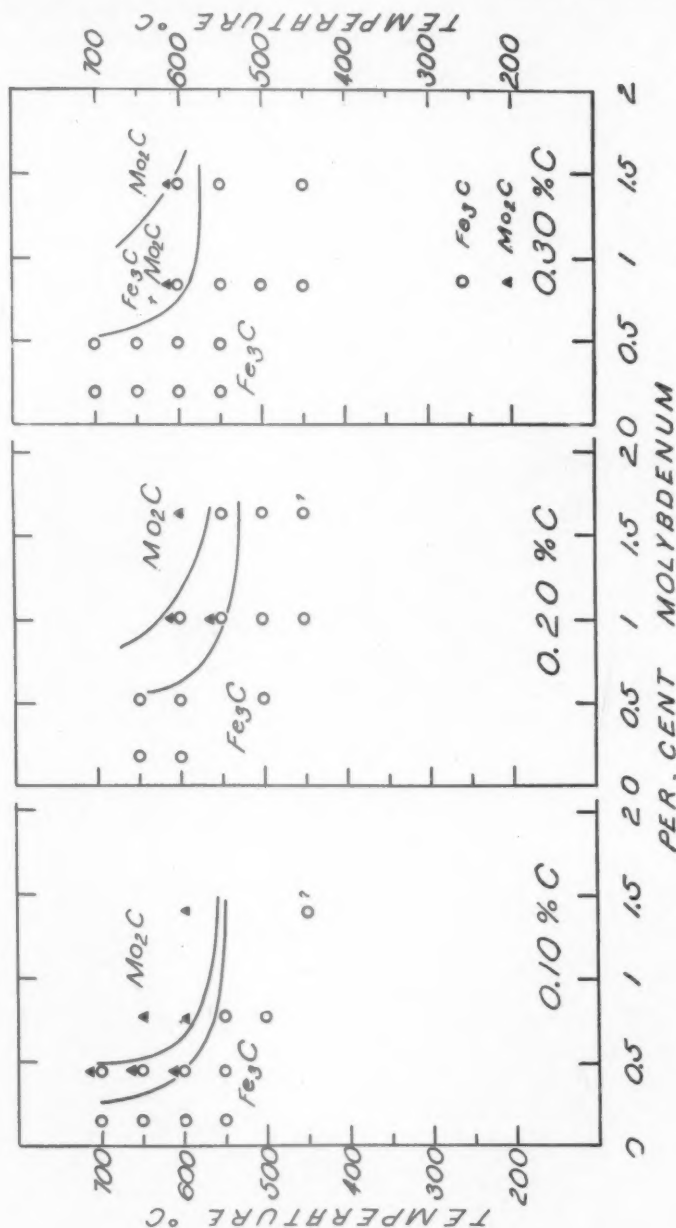 TEMPERATURE °C
700
600
500
400
300
200
Mo₂C
Fe₃C
?
0.10 %C
Mo₂C
Fe₃C
?
0.20 %C
Mo₂C
Fe₃C
+ Mo₂C
Fe₃C
Fe₃C
Mo₂C
0.30 %C
700
600
500
400
300
200
TEMPERATURE °C
0 0.5 1 1.5 2 0 0.5 1 1.5 2 0 0.5 1 1.5 2
PER. CENT MOLYBDENUM